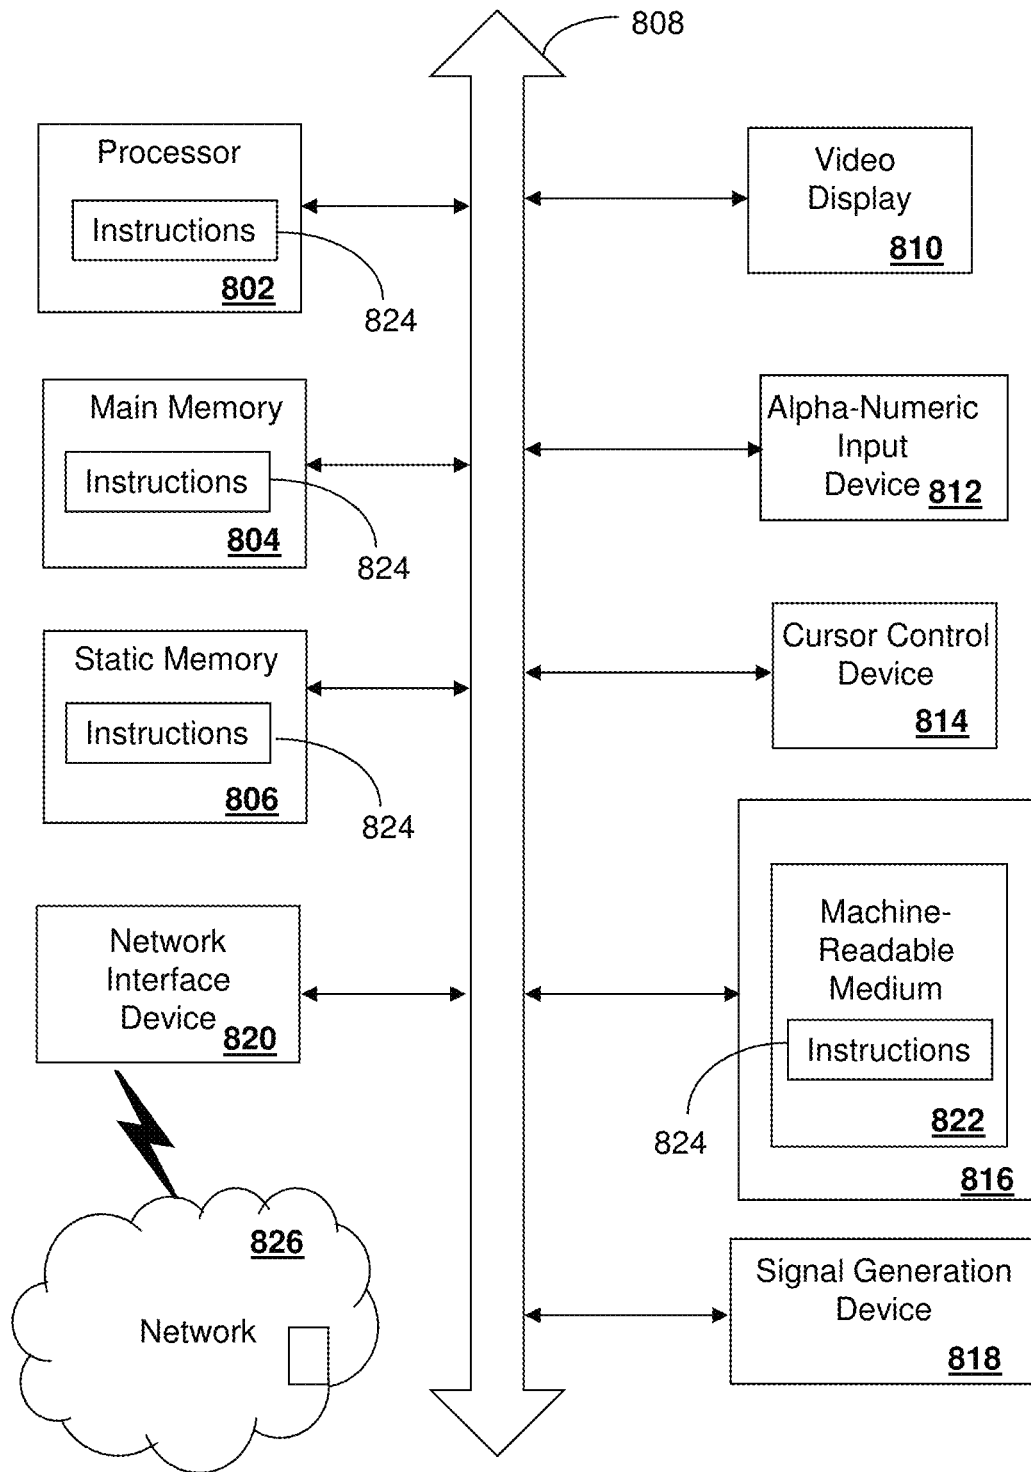 808
Processor
Instructions
802
824
Main Memory
Instructions
804
824
Static Memory
Instructions
806
824
Network
Interface
Device
820
826
Network
Video
Display
810
Alpha-Numeric
Input
Device
812
Cursor Control
Device
814
Machine-
Readable
Medium
Instructions
822
824
816
Signal Generation
Device
818